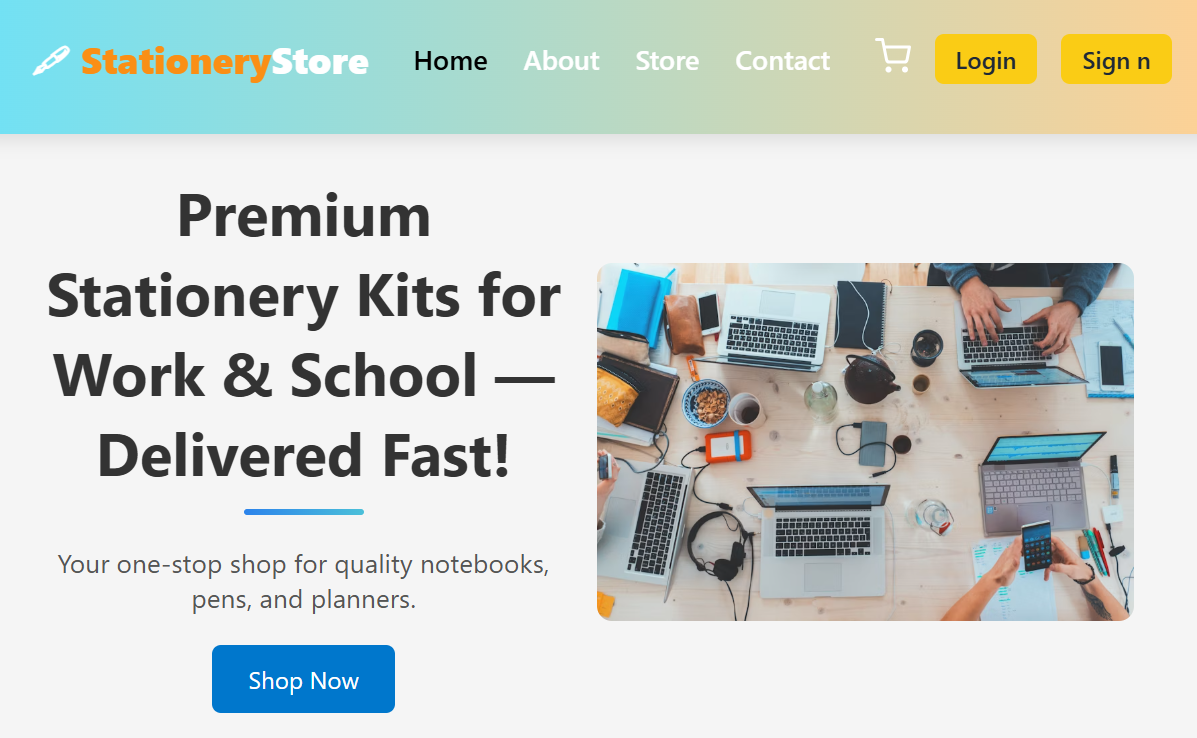 StationeryStore Home About Store Contact Login Sign n
Premium
Stationery Kits for
Work & School —
Delivered Fast!
Your one-stop shop for quality notebooks,
pens, and planners.
Shop Now